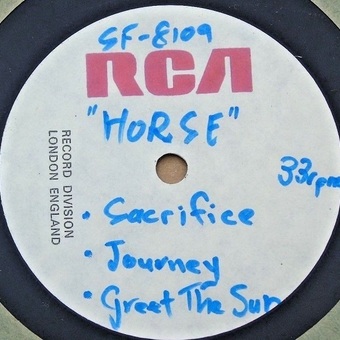 SF-8109
RCA
"HORSE"
RECORD DIVISION
LONDON ENGLAND
33rpm
• Sacrifice
• Journey
• Greet The Sun